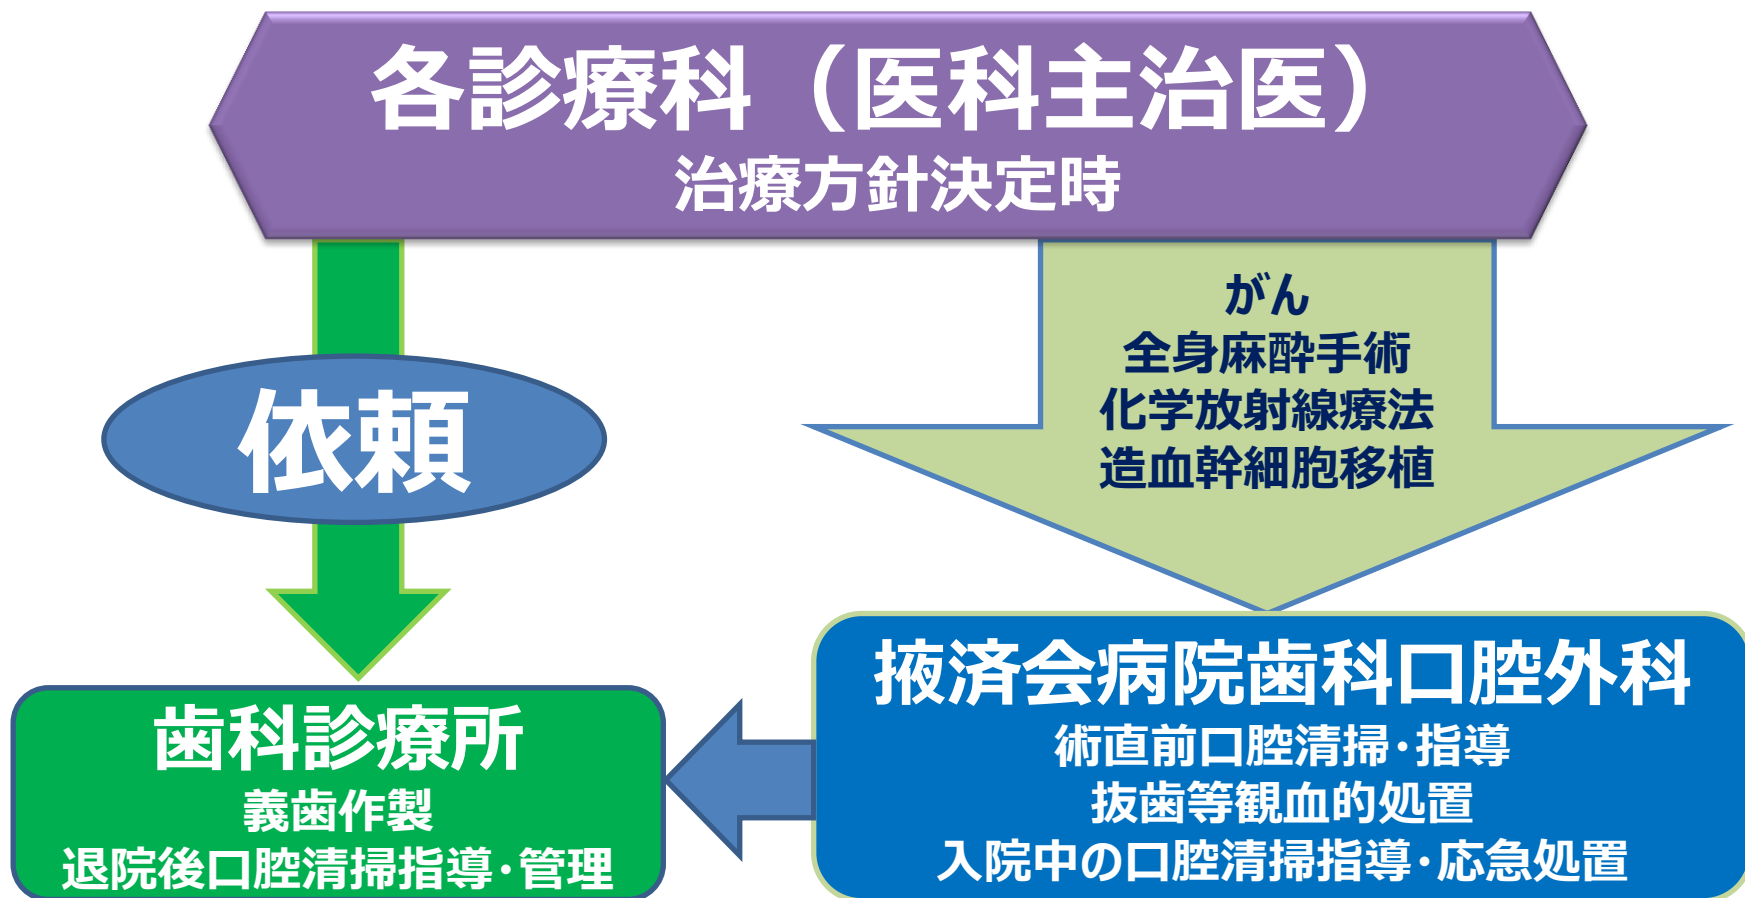 各診療科（医科主治医）
治療方針決定時
がん
全身麻酔手術
化学放射線療法
造血幹細胞移植
依頼
掖済会病院歯科口腔外科
術直前口腔清掃･指導
抜歯等観血的処置
入院中の口腔清掃指導･応急処置
歯科診療所
義歯作製
退院後口腔清掃指導･管理